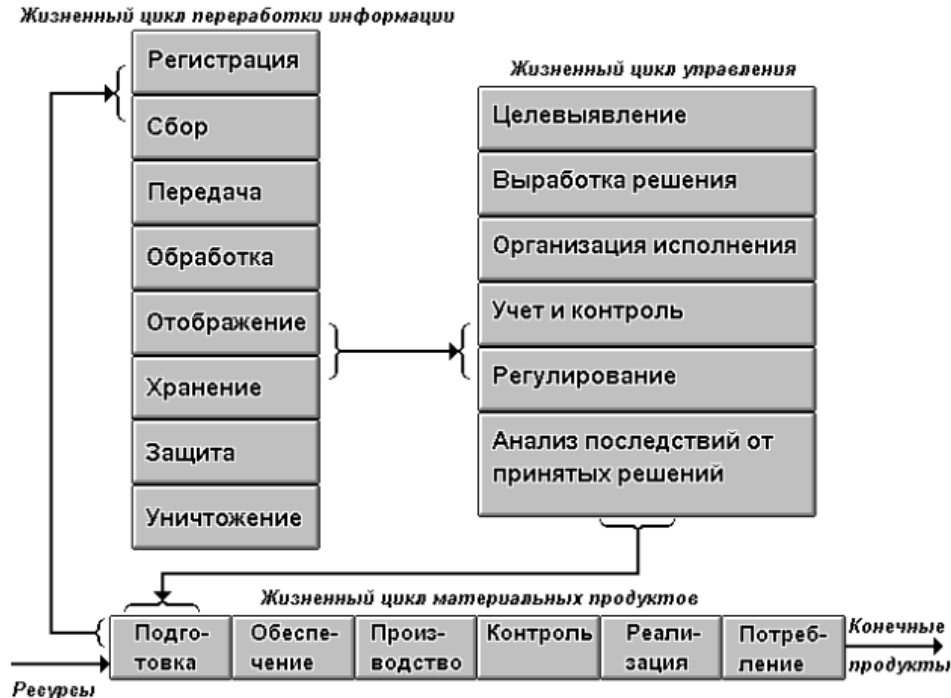 Жизненный цикл переработки информации
Регистрация
Сбор
Передача
Обработка
Отображение
Хранение
Защита
Уничтожение
Жизненный цикл управления
Целевыявление
Выработка решения
Организация исполнения
Учет и контроль
Регулирование
Анализ последствий от
принятых решений
Жизненный цикл материальных продуктов
Ресурсы
Подго-
товка
Обеспе-
чение
Произ-
водство
Контроль
Реали-
зация
Потреб-
ление
Конечные
продукты